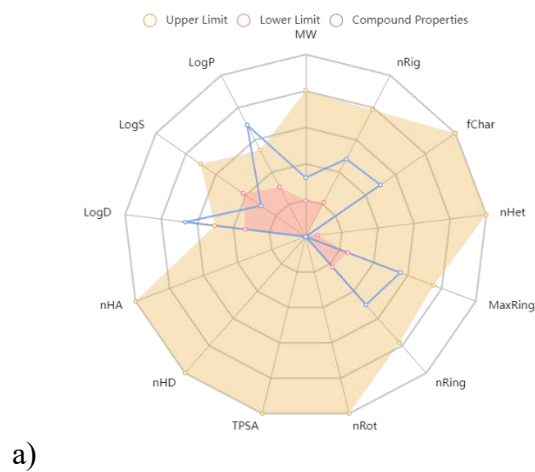 Upper Limit Lower Limit Compound Properties
MW
LogP nRig
LogS fChar
LogD nHet
nHA MaxRing
nHD nRing
TPSA nRot
a)